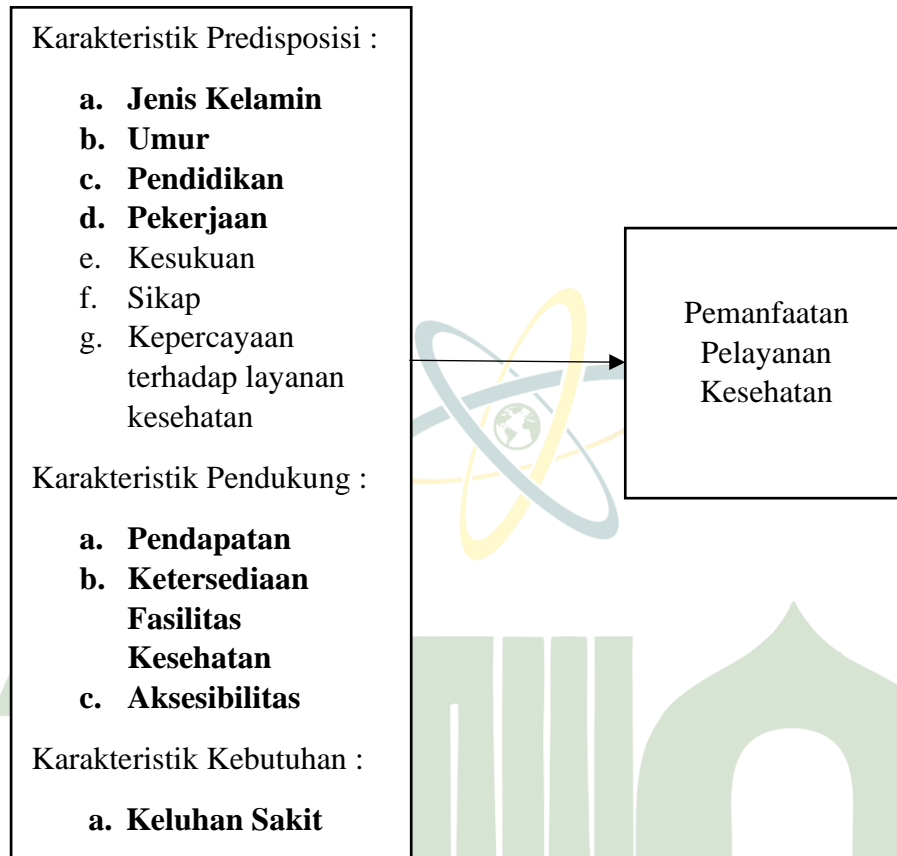 Karakteristik Predisposisi :
a. Jenis Kelamin
b. Umur
c. Pendidikan
d. Pekerjaan
e. Kesukuan
f. Sikap
g. Kepercayaan
terhadap layanan
kesehatan
Karakteristik Pendukung :
a. Pendapatan
b. Ketersediaan
Fasilitas
Kesehatan
c. Aksesibilitas
Karakteristik Kebutuhan :
a. Keluhan Sakit
Pemanfaatan
Pelayanan
Kesehatan